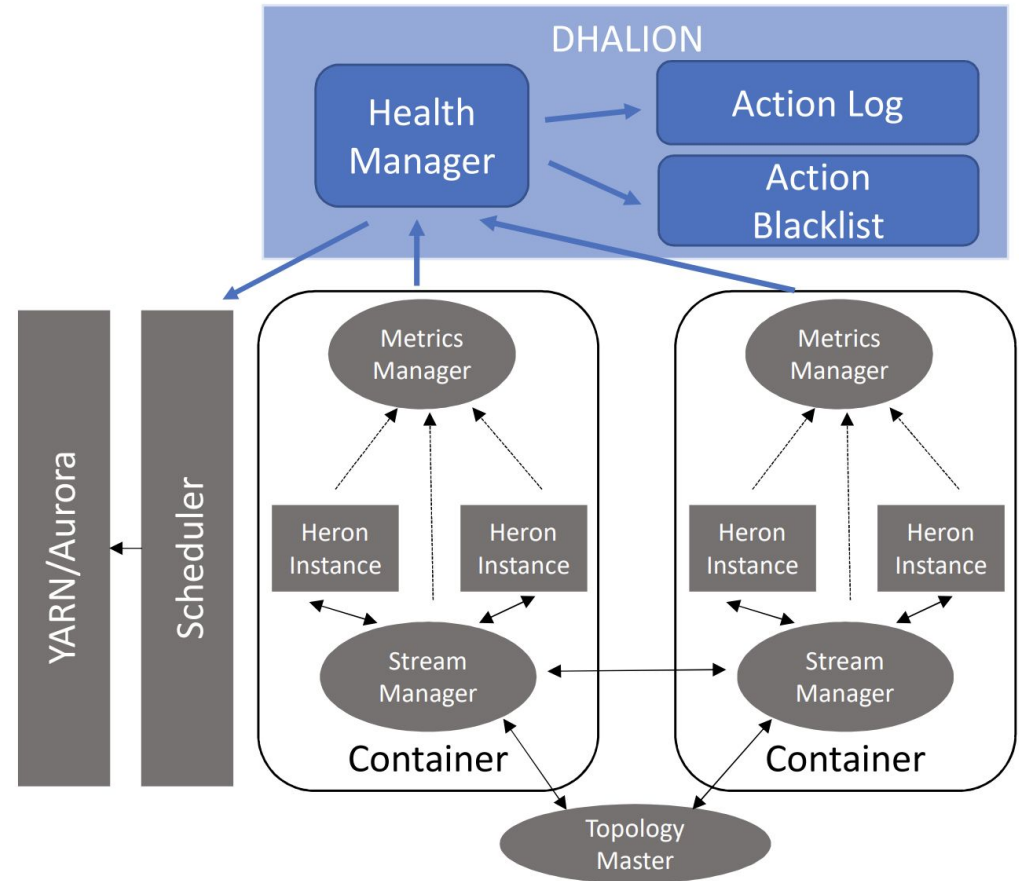 DHALION
Health
Manager
Action Log
Action
Blacklist
YARN/Aurora
Scheduler
Metrics
Manager
Heron
Instance
Heron
Instance
Stream
Manager
Container
Metrics
Manager
Heron
Instance
Heron
Instance
Stream
Manager
Container
Topology
Master